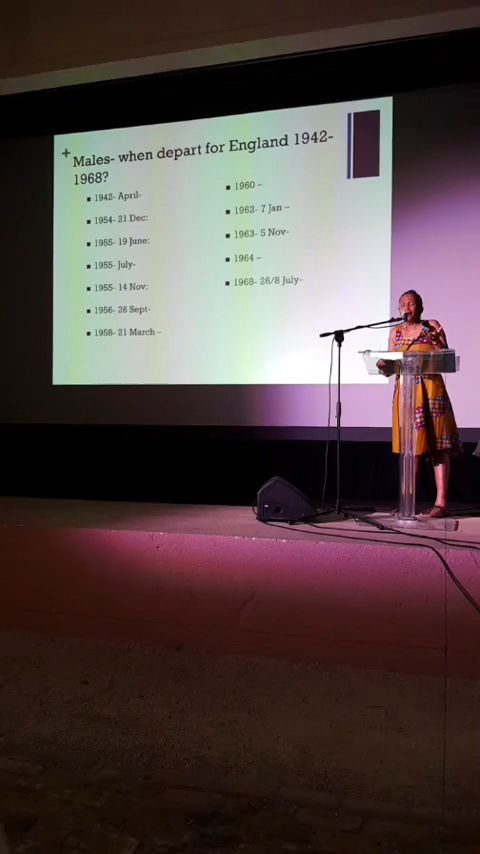 Males- when depart for England 1942-
1968?
1942- April-
1954- 21 Dec:
1955- 19 June:
1955- July-
1955- 14 Nov:
1956- 26 Sept-
1958- 21 March –
1960 –
1962- 7 Jan –
1963- 5 Nov-
1964 –
1968- 26/8 July-